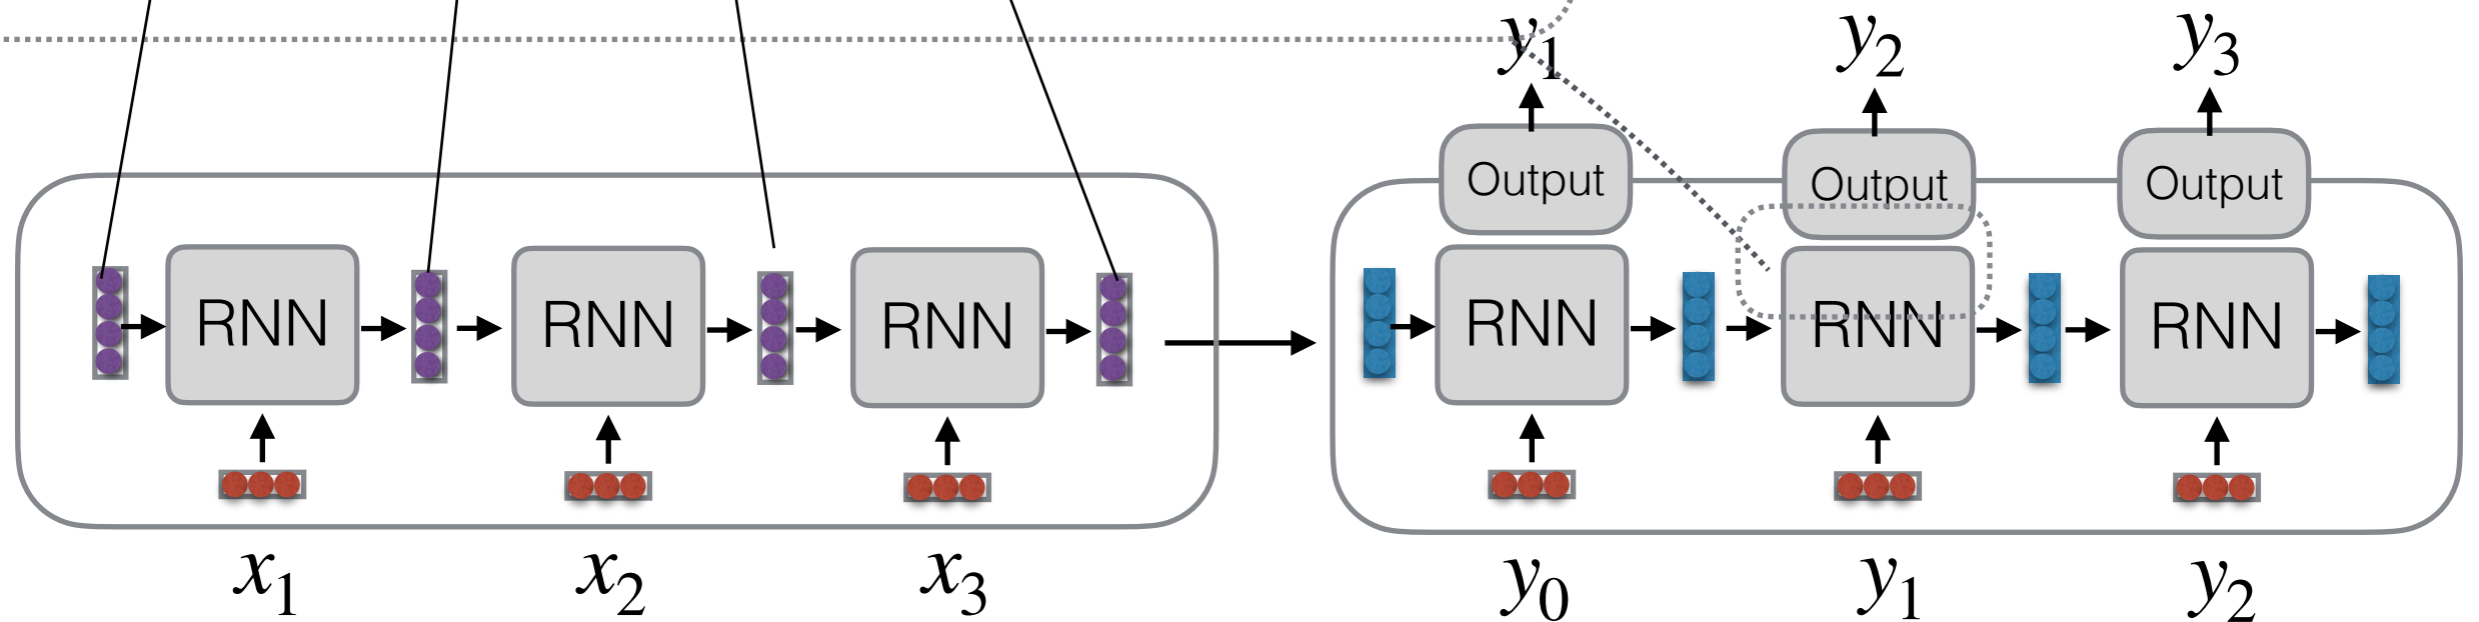 y₁ y₂ y₃
Output Output Output
RNN RNN RNN RNN RNN RNN
x₁ x₂ x₃ y₀ y₁ y₂